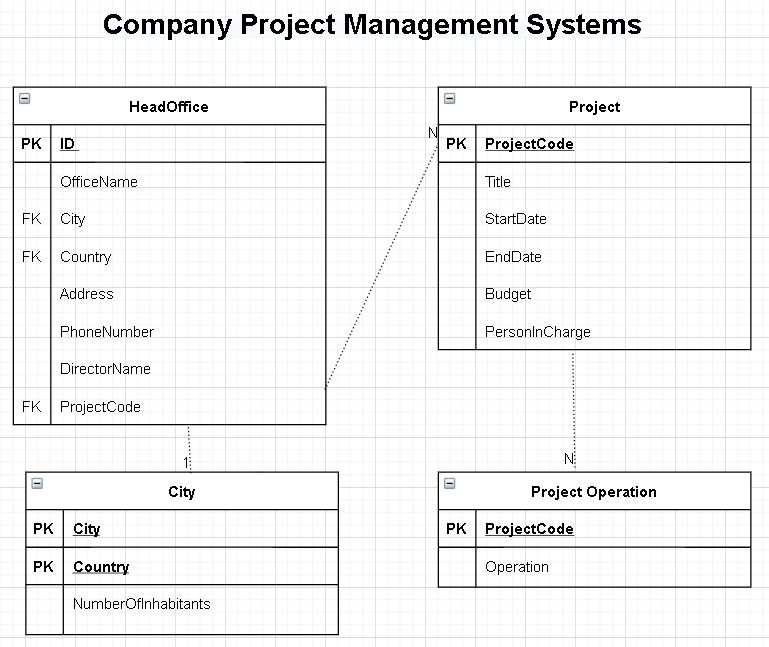 Company Project Management Systems
HeadOffice
PK ID
OfficeName
FK City
FK Country
Address
PhoneNumber
DirectorName
FK ProjectCode
N
Project
PK ProjectCode
Title
StartDate
EndDate
Budget
PersonInCharge
1
City
PK City
PK Country
NumberOfInhabitants
N
Project Operation
PK ProjectCode
Operation